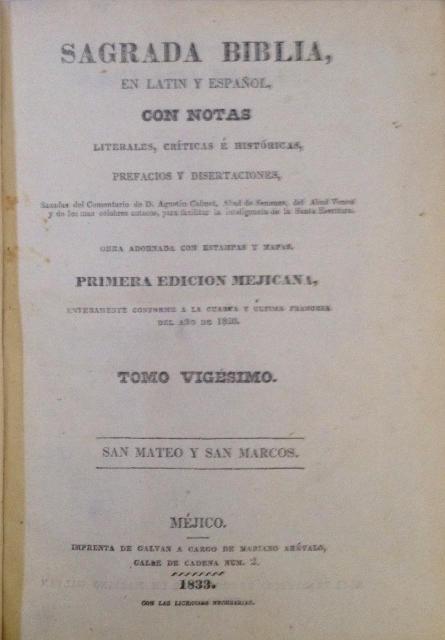 SAGRADA BIBLIA,
EN LATIN Y ESPAÑOL,
CON NOTAS
LITERALES, CRÍTICAS É HISTÓRICAS,
PREFACIOS Y DISERTACIONES,
Sacadas del Comentario de D. Agustin Calmet, Abad de Senones, del Abad Vence
y de los mas célebres autores, para facilitar la inteligencia de la Santa Escritura.
OBRA ADORNADA CON ESTAMPAS Y MAPAS.
PRIMERA EDICION MEJICANA,
ENTERAMENTE CONFORME A LA CUARTA Y ÚLTIMA FRANCESA
DEL AÑO DE
TOMO VIGÉSIMO.
SAN MATEO Y SAN MARCOS.
MÉJICO.
IMPRENTA DE GALVAN A CARGO DE MARIANO ARÉVALO,
CALLE DE CADENA NUM. 2.
1833.
CON LAS LICENCIAS NECESARIAS.